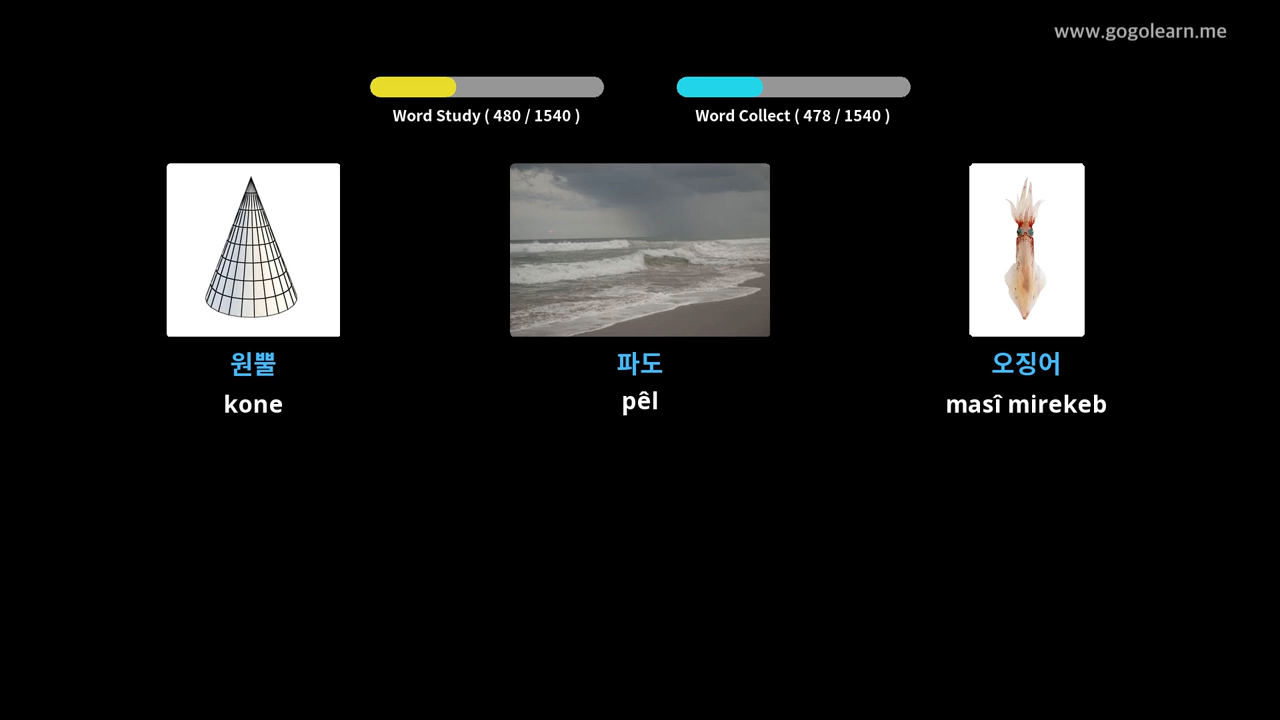 www.gogolearn.me
Word Study ( 480 / 1540 )
Word Collect ( 478 / 1540 )
원뿔
파도
오징어
kone
pêl
masî mirekeb